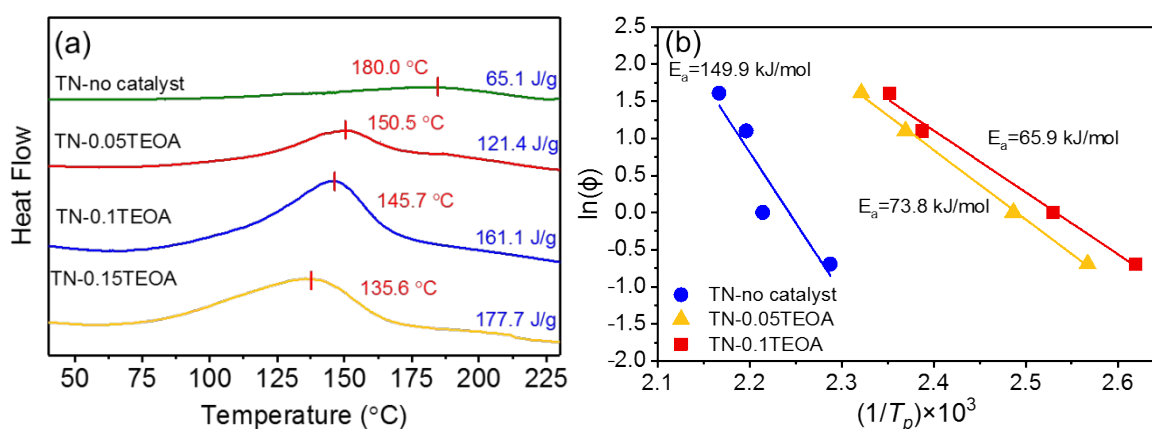 (a)
TN-no catalyst
180.0 °C
65.1 J/g
TN-0.05TEOA
150.5 °C
121.4 J/g
TN-0.1TEOA
145.7 °C
161.1 J/g
TN-0.15TEOA
135.6 °C
177.7 J/g
Heat Flow
50 75 100 125 150 175 200 225
Temperature (°C)
(b)
Eₐ=149.9 kJ/mol
Eₐ=65.9 kJ/mol
Eₐ=73.8 kJ/mol
TN-no catalyst
TN-0.05TEOA
TN-0.1TEOA
ln(ϕ)
2.5
2.0
1.5
1.0
0.5
0.0
−0.5
−1.0
−1.5
−2.0
2.1 2.2 2.3 2.4 2.5 2.6
(1/Tₚ)×10³